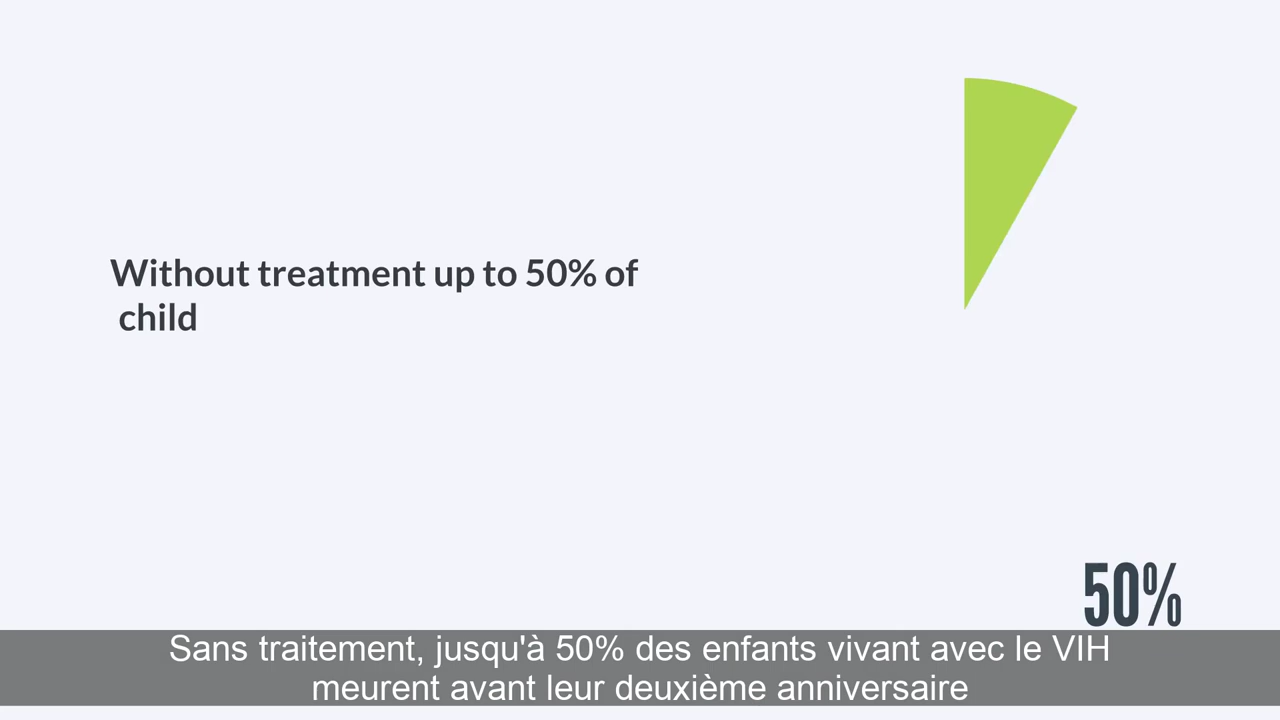 Without treatment up to 50% of
child
50%
Sans traitement, jusqu'à 50% des enfants vivant avec le VIH
meurent avant leur deuxième anniversaire